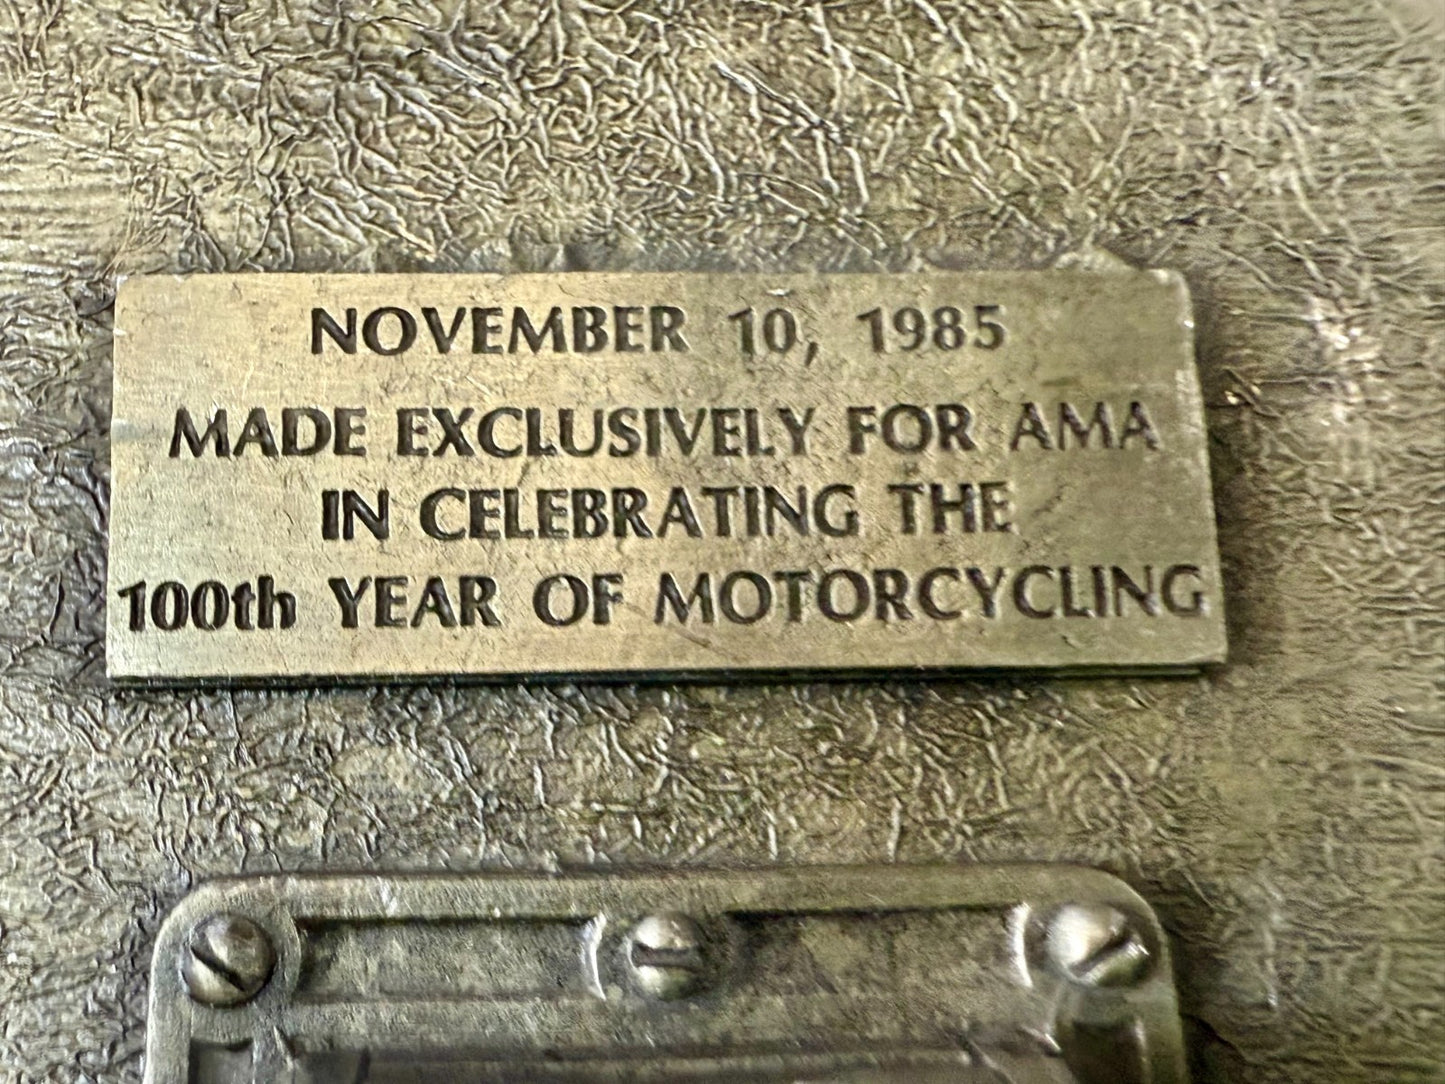 NOVEMBER 10, 1985
MADE EXCLUSIVELY FOR AMA
IN CELEBRATING THE
100th YEAR OF MOTORCYCLING